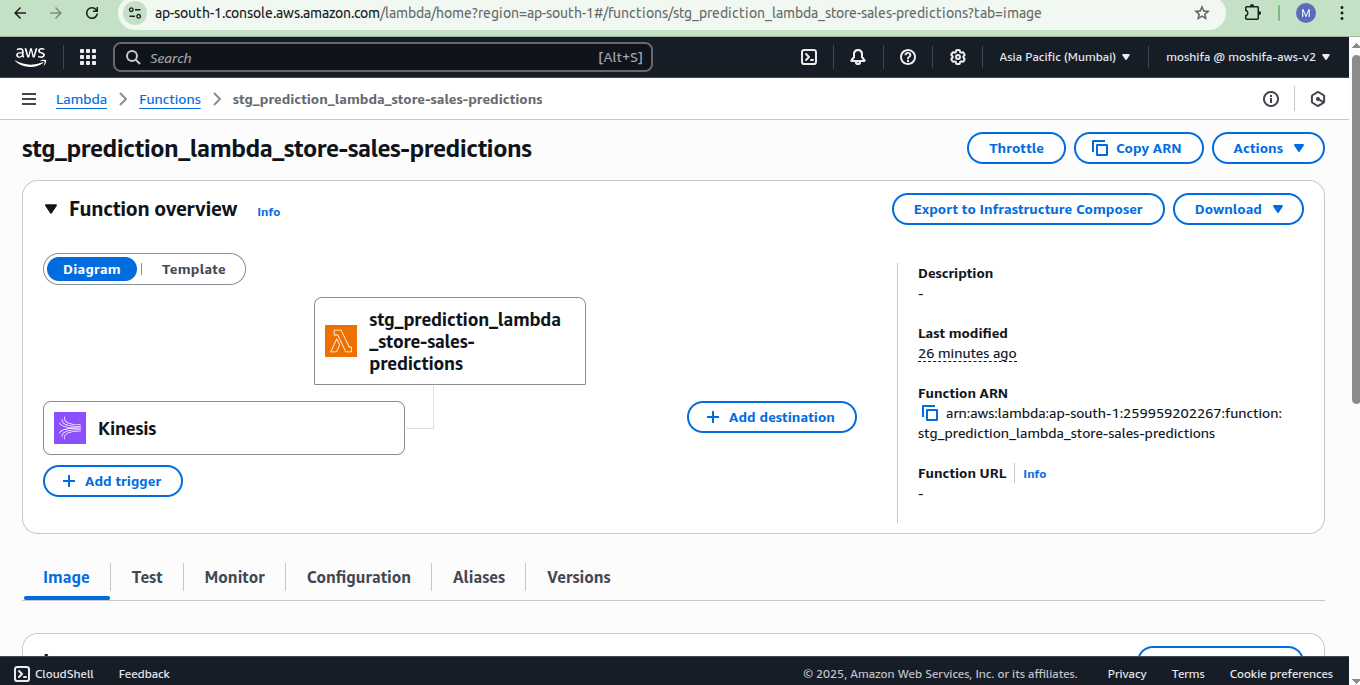 ap-south-1.console.aws.amazon.com/lambda/home?region=ap-south-1#/functions/stg_prediction_lambda_store-sales-predictions?tab=image
M
aws
Search
[Alt+S]
Asia Pacific (Mumbai)
moshifa @ moshifa-aws-v2
Lambda
Functions
stg_prediction_lambda_store-sales-predictions
stg_prediction_lambda_store-sales-predictions
Throttle
Copy ARN
Actions
Function overview
Info
Export to Infrastructure Composer
Download
Diagram
Template
stg_prediction_lambda
_store-sales-
predictions
Kinesis
Add trigger
Add destination
Description
-
Last modified
26 minutes ago
Function ARN
arn:aws:lambda:ap-south-1:259959202267:function:
stg_prediction_lambda_store-sales-predictions
Function URL
Info
-
Image
Test
Monitor
Configuration
Aliases
Versions
CloudShell
Feedback
© 2025, Amazon Web Services, Inc. or its affiliates.
Privacy
Terms
Cookie preferences